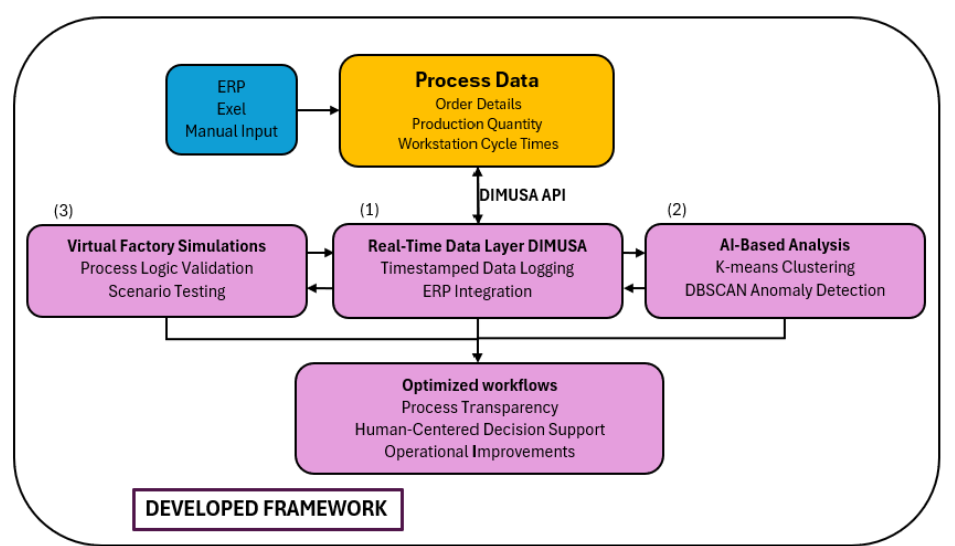 ERP
Exel
Manual Input
Process Data
Order Details
Production Quantity
Workstation Cycle Times
DIMUSA API
(3)
Virtual Factory Simulations
Process Logic Validation
Scenario Testing
(1)
Real-Time Data Layer DIMUSA
Timestamped Data Logging
ERP Integration
(2)
AI-Based Analysis
K-means Clustering
DBSCAN Anomaly Detection
Optimized workflows
Process Transparency
Human-Centered Decision Support
Operational Improvements
DEVELOPED FRAMEWORK